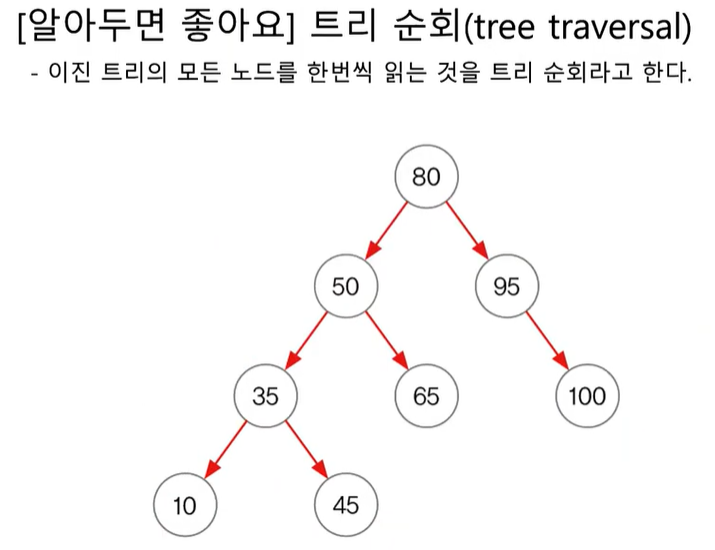 [알아두면 좋아요] 트리 순회(tree traversal)
- 이진 트리의 모든 노드를 한번씩 읽는 것을 트리 순회라고 한다.
80
50 95
35 65 100
10 45